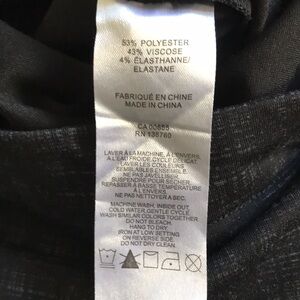 53% POLYESTER
43% VISCOSE
4% ÉLASTHANNE/
ELASTANE
FABRIQUÉ EN CHINE
MADE IN CHINA
CA 00555
RN 138760
LAVER À LA MACHINE, À L'ENVERS,
À L'EAU FROIDE, CYCLE DÉLICAT.
LAVER LES COULEURS
SEMBLABLES ENSEMBLE.
NE PAS JAVELLISER.
SUSPENDRE POUR SÉCHER.
REPASSER À BASSE TEMPÉRATURE
À L'ENVERS.
NE PAS NETTOYER À SEC.
MACHINE WASH, INSIDE OUT,
COLD WATER, GENTLE CYCLE.
WASH SIMILAR COLORS TOGETHER.
DO NOT BLEACH.
HANG TO DRY.
IRON AT LOW SETTING
ON REVERSE SIDE.
DO NOT DRY CLEAN.